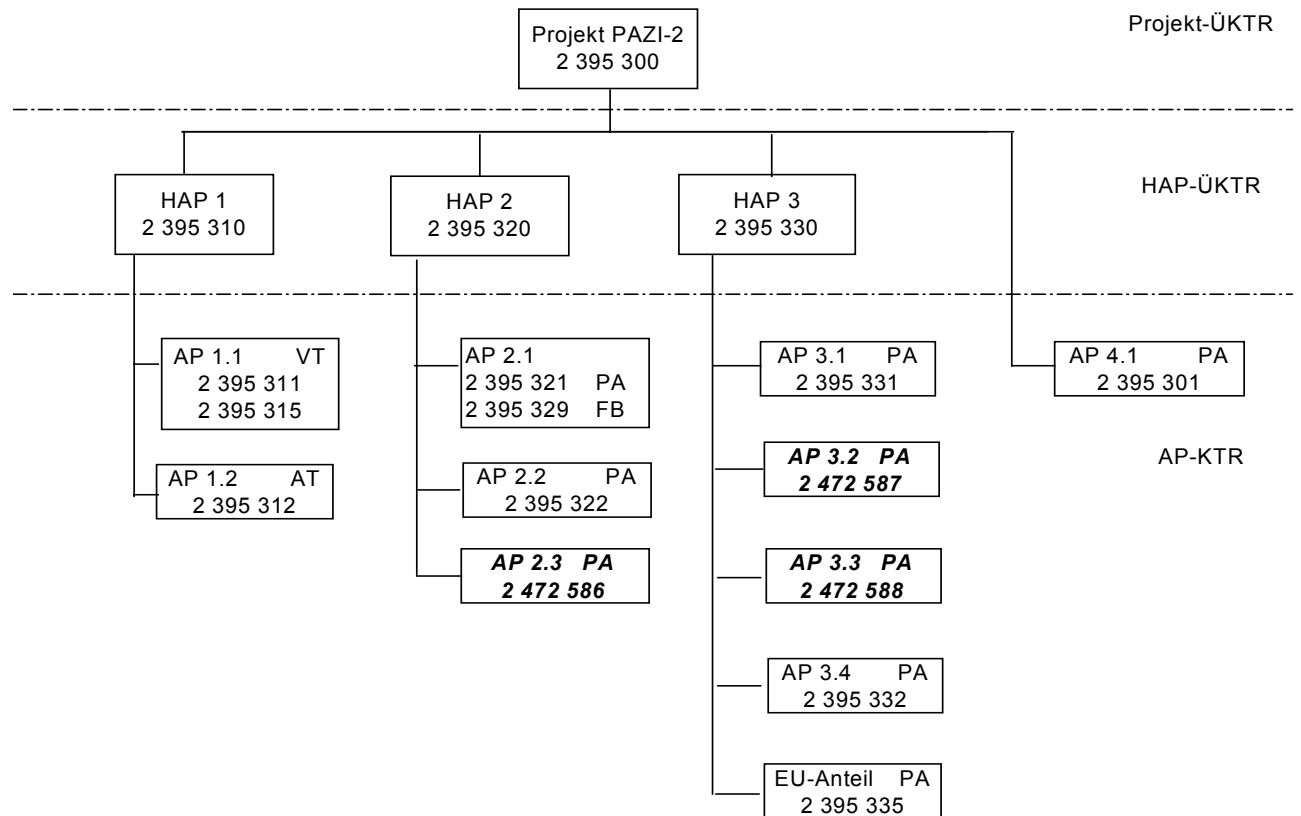 Projekt-ÜKTR
Projekt PAZI-2
2 395 300
HAP-ÜKTR
HAP 1
2 395 310
HAP 2
2 395 320
HAP 3
2 395 330
AP 1.1 VT
2 395 311
2 395 315
AP 1.2 AT
2 395 312
AP 2.1
2 395 321 PA
2 395 329 FB
AP 2.2 PA
2 395 322
AP 2.3 PA
2 472 586
AP 3.1 PA
2 395 331
AP 3.2 PA
2 472 587
AP 3.3 PA
2 472 588
AP 3.4 PA
2 395 332
EU-Anteil PA
2 395 335
AP 4.1 PA
2 395 301
AP-KTR